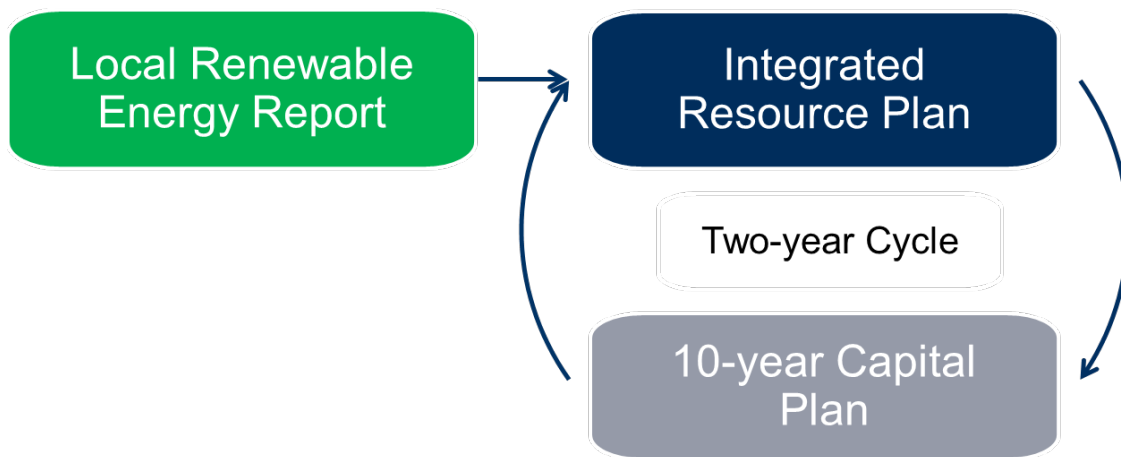 Local Renewable
Energy Report
Integrated
Resource Plan
Two-year Cycle
10-year Capital
Plan